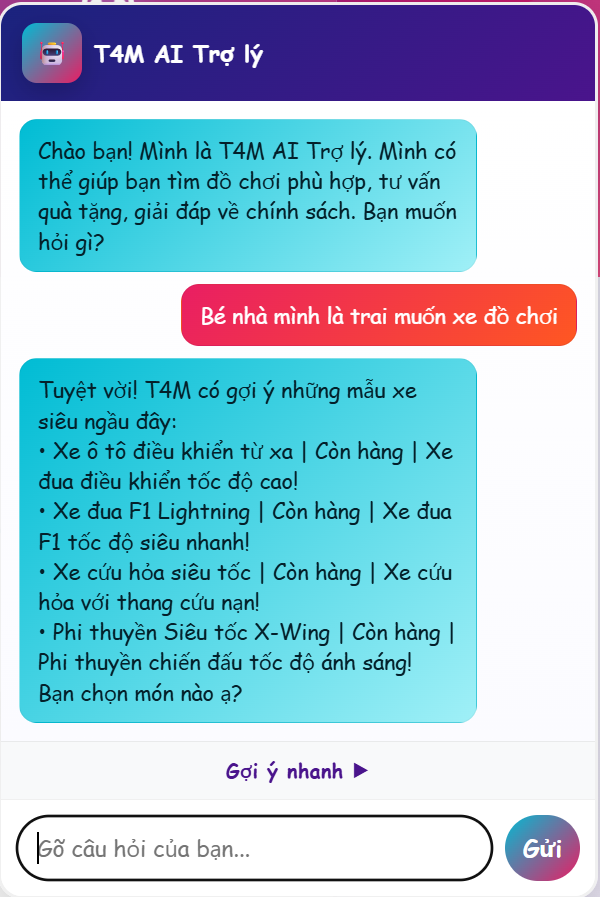 T4M AI Trợ lý
Chào bạn! Mình là T4M AI Trợ lý. Mình có
thể giúp bạn tìm đồ chơi phù hợp, tư vấn
quà tặng, giải đáp về chính sách. Bạn muốn
hỏi gì?
Bé nhà mình là trai muốn xe đồ chơi
Tuyệt vời! T4M có gợi ý những mẫu xe
siêu ngầu đây:
• Xe ô tô điều khiển từ xa | Còn hàng | Xe
đua điều khiển tốc độ cao!
• Xe đua F1 Lightning | Còn hàng | Xe đua
F1 tốc độ siêu nhanh!
• Xe cứu hỏa siêu tốc | Còn hàng | Xe cứu
hỏa với thang cứu nạn!
• Phi thuyền Siêu tốc X-Wing | Còn hàng |
Phi thuyền chiến đấu tốc độ ánh sáng!
Bạn chọn món nào ạ?
Gợi ý nhanh ▶
Gõ câu hỏi của bạn...
Gửi